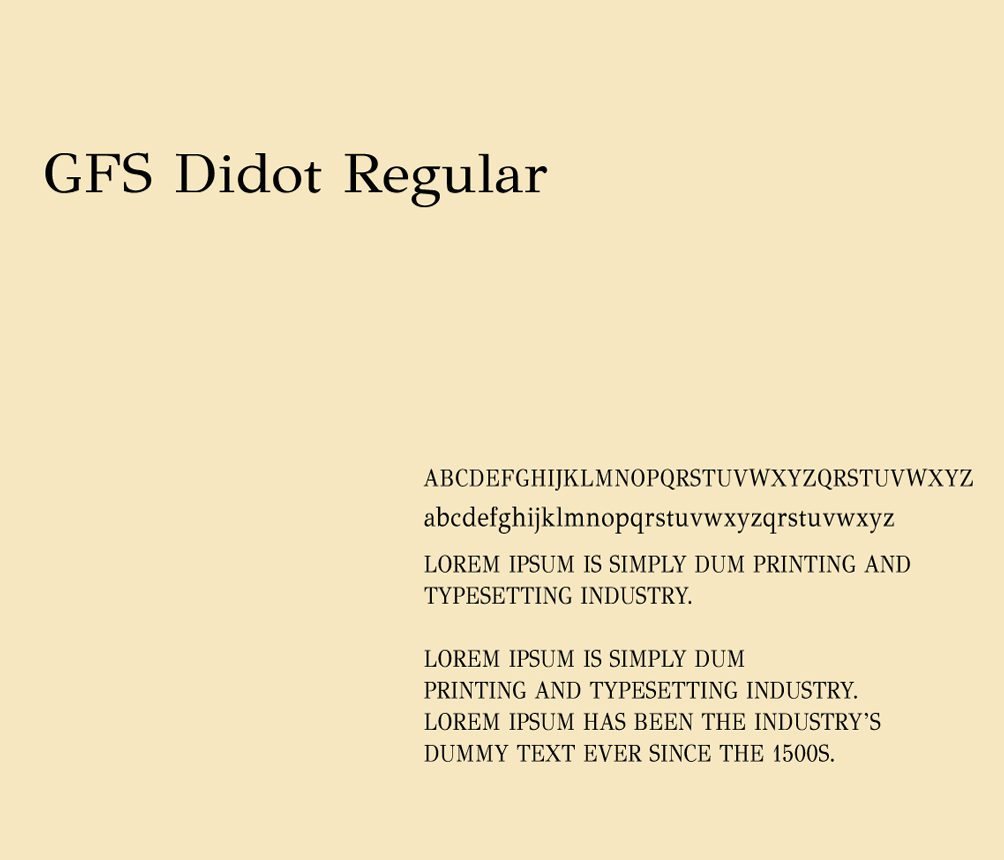 GFS Didot Regular
ABCDEFGHIJKLMNOPQRSTUVWXYZQRSTUVWXYZ
abcdefghijklmnopqrstuvwxyzqrstuvwxyz
LOREM IPSUM IS SIMPLY DUM PRINTING AND
TYPESETTING INDUSTRY.
LOREM IPSUM IS SIMPLY DUM
PRINTING AND TYPESETTING INDUSTRY.
LOREM IPSUM HAS BEEN THE INDUSTRY’S
DUMMY TEXT EVER SINCE THE 1500S.